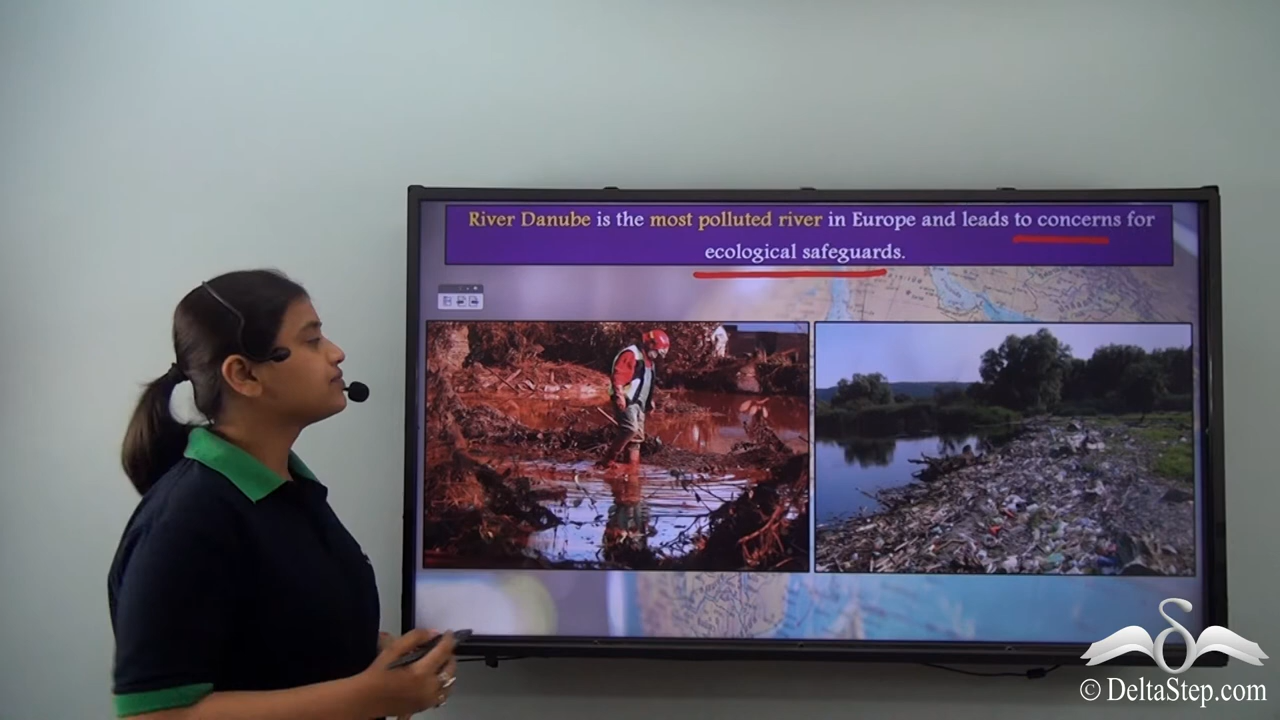 River Danube is the most polluted river in Europe and leads to concerns for
ecological safeguards.
© DeltaStep.com